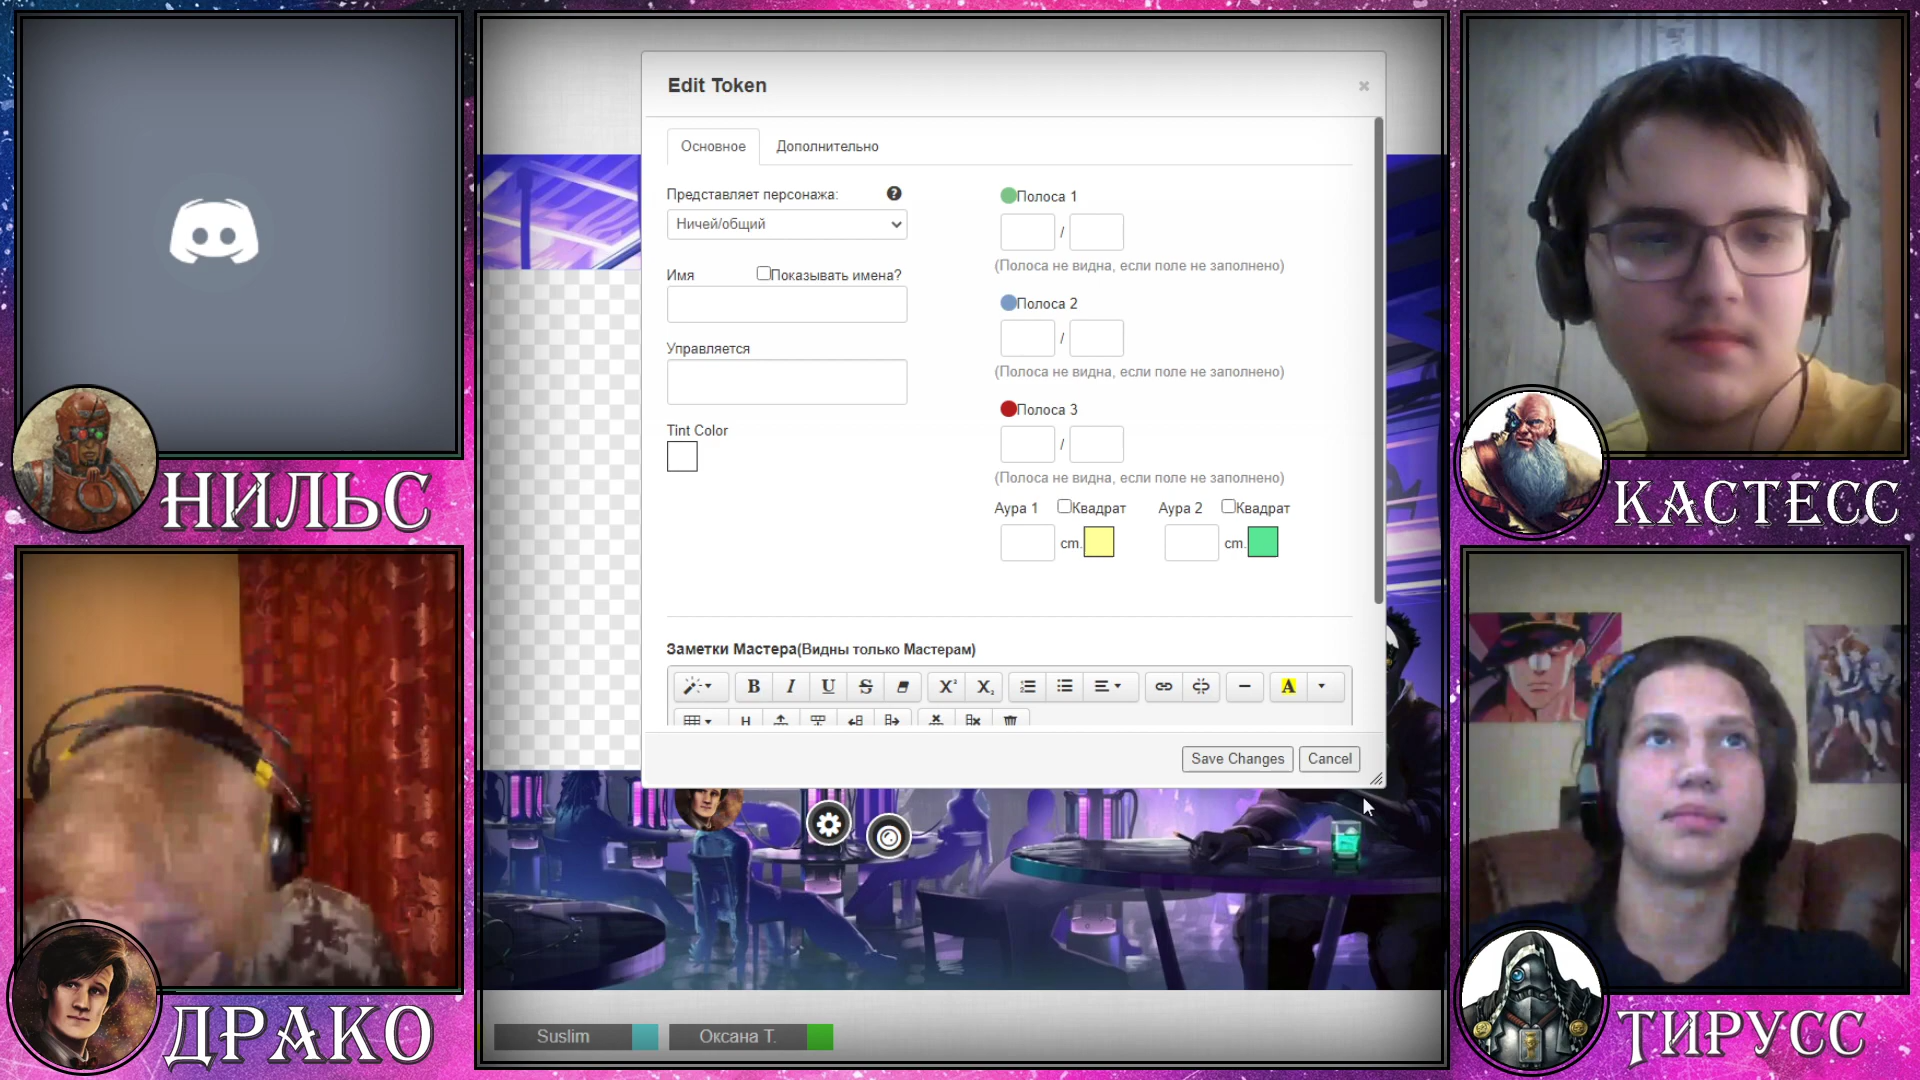 Edit Token
Основное
Дополнительно
Представляет персонажа:
Ничей/общий
Имя
Показывать имена?
Управляется
Tint Color
Полоса 1
/
(Полоса не видна, если поле не заполнено)
Полоса 2
/
(Полоса не видна, если поле не заполнено)
Полоса 3
/
(Полоса не видна, если поле не заполнено)
Аура 1 Квадрат
cm.
Аура 2 Квадрат
cm.
Заметки Мастера(Видны только Мастерам)
B I U S X² X₂ A
H
Save Changes
Cancel
НИЛЬС
КАСТЕСС
ДРАКО
ТИРУСС
Suslim
Оксана Т.